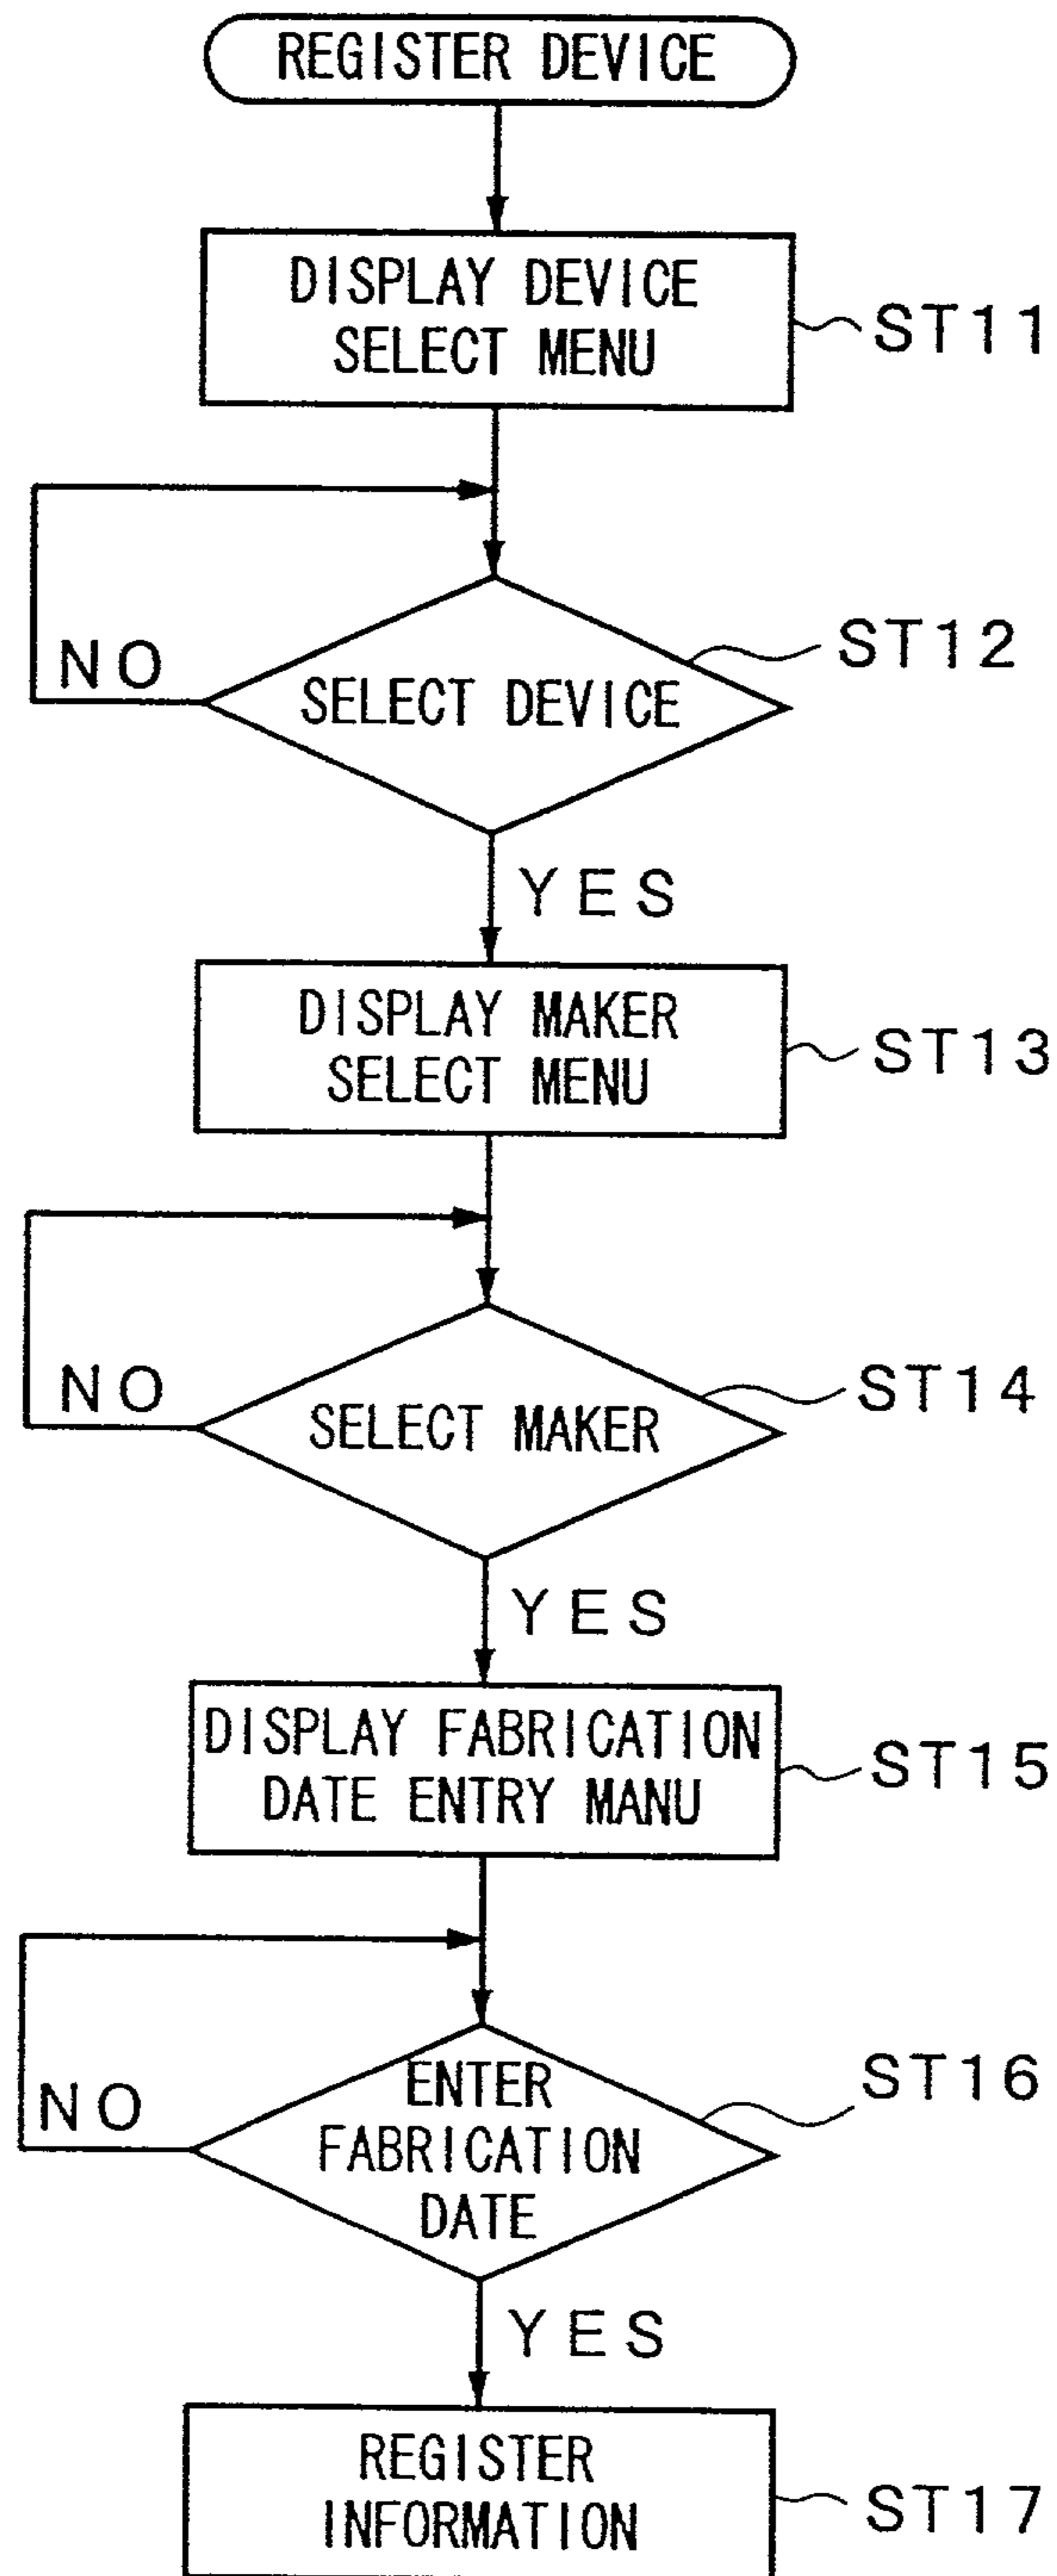 REGISTER DEVICE
DISPLAY DEVICE
SELECT MENU
ST11
NO
SELECT DEVICE
ST12
YES
DISPLAY MAKER
SELECT MENU
ST13
NO
SELECT MAKER
ST14
YES
DISPLAY FABRICATION
DATE ENTRY MANU
ST15
NO
ENTER
FABRICATION
DATE
ST16
YES
REGISTER
INFORMATION
ST17